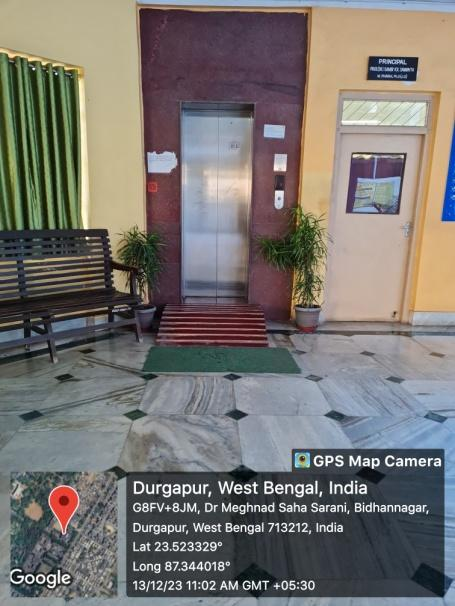 PRINCIPAL
GPS Map Camera
Durgapur, West Bengal, India
G8FV+8JM, Dr Meghnad Saha Sarani, Bidhannagar,
Durgapur, West Bengal 713212, India
Lat 23.523329°
Long 87.344018°
13/12/23 11:02 AM GMT +05:30
Google